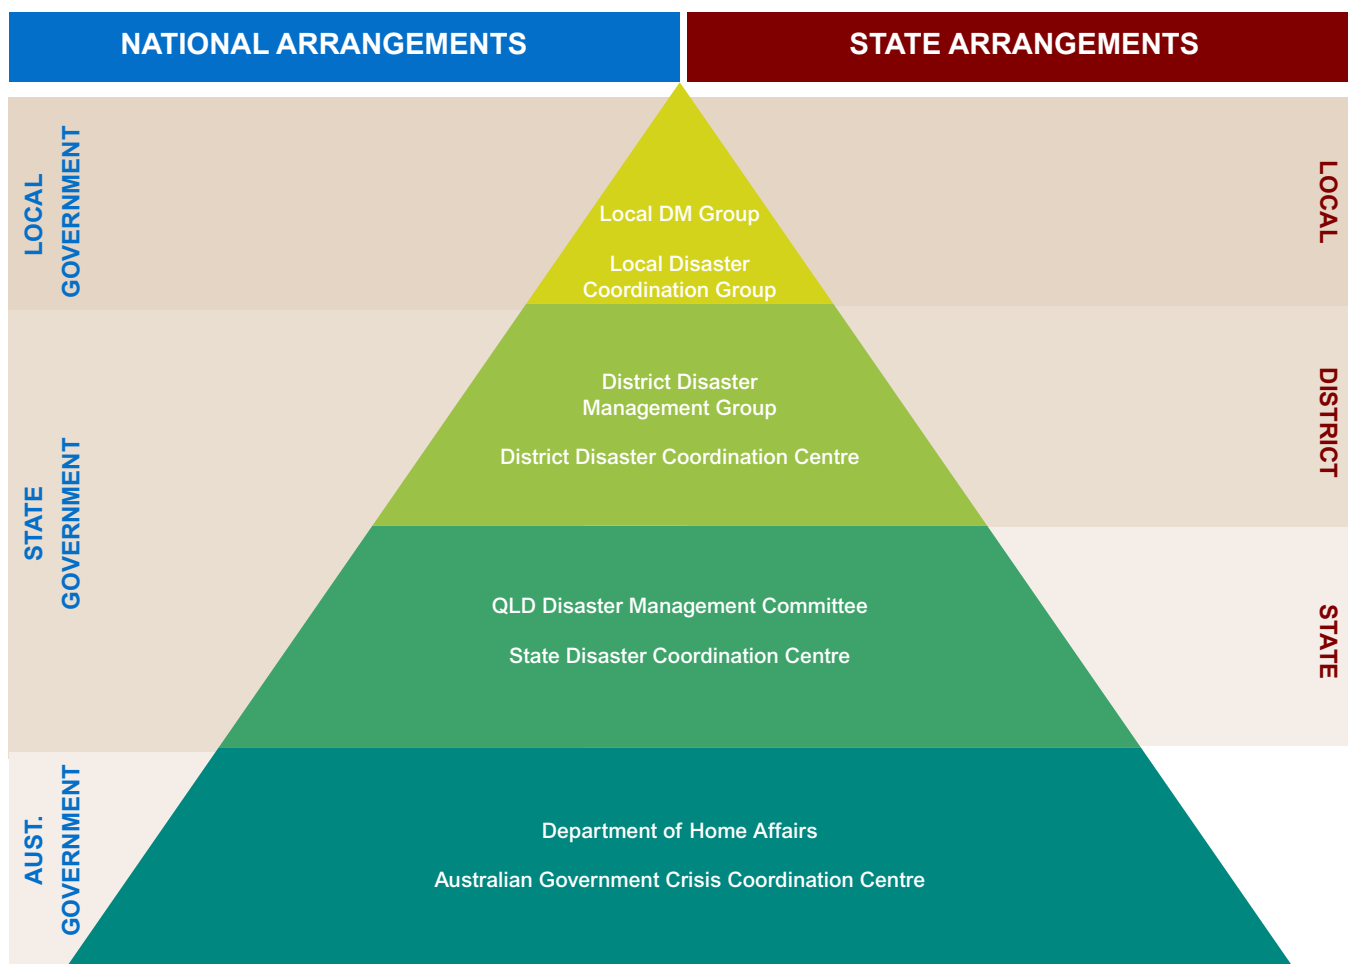 NATIONAL ARRANGEMENTS
STATE ARRANGEMENTS
LOCAL
GOVERNMENT
Local DM Group
Local Disaster
Coordination Group
LOCAL
STATE
GOVERNMENT
District Disaster
Management Group
District Disaster Coordination Centre
DISTRICT
QLD Disaster Management Committee
State Disaster Coordination Centre
STATE
AUST.
GOVERNMENT
Department of Home Affairs
Australian Government Crisis Coordination Centre